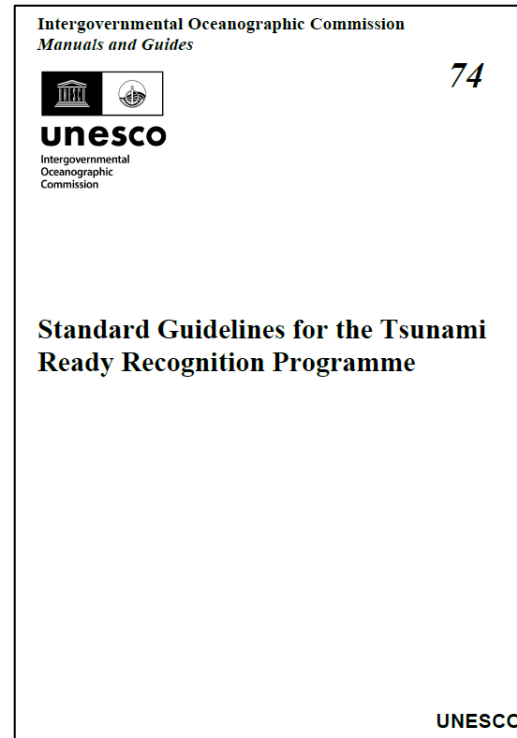 Intergovernmental Oceanographic Commission
Manuals and Guides
74
unesco
Intergovernmental
Oceanographic
Commission
Standard Guidelines for the Tsunami
Ready Recognition Programme
UNESCO